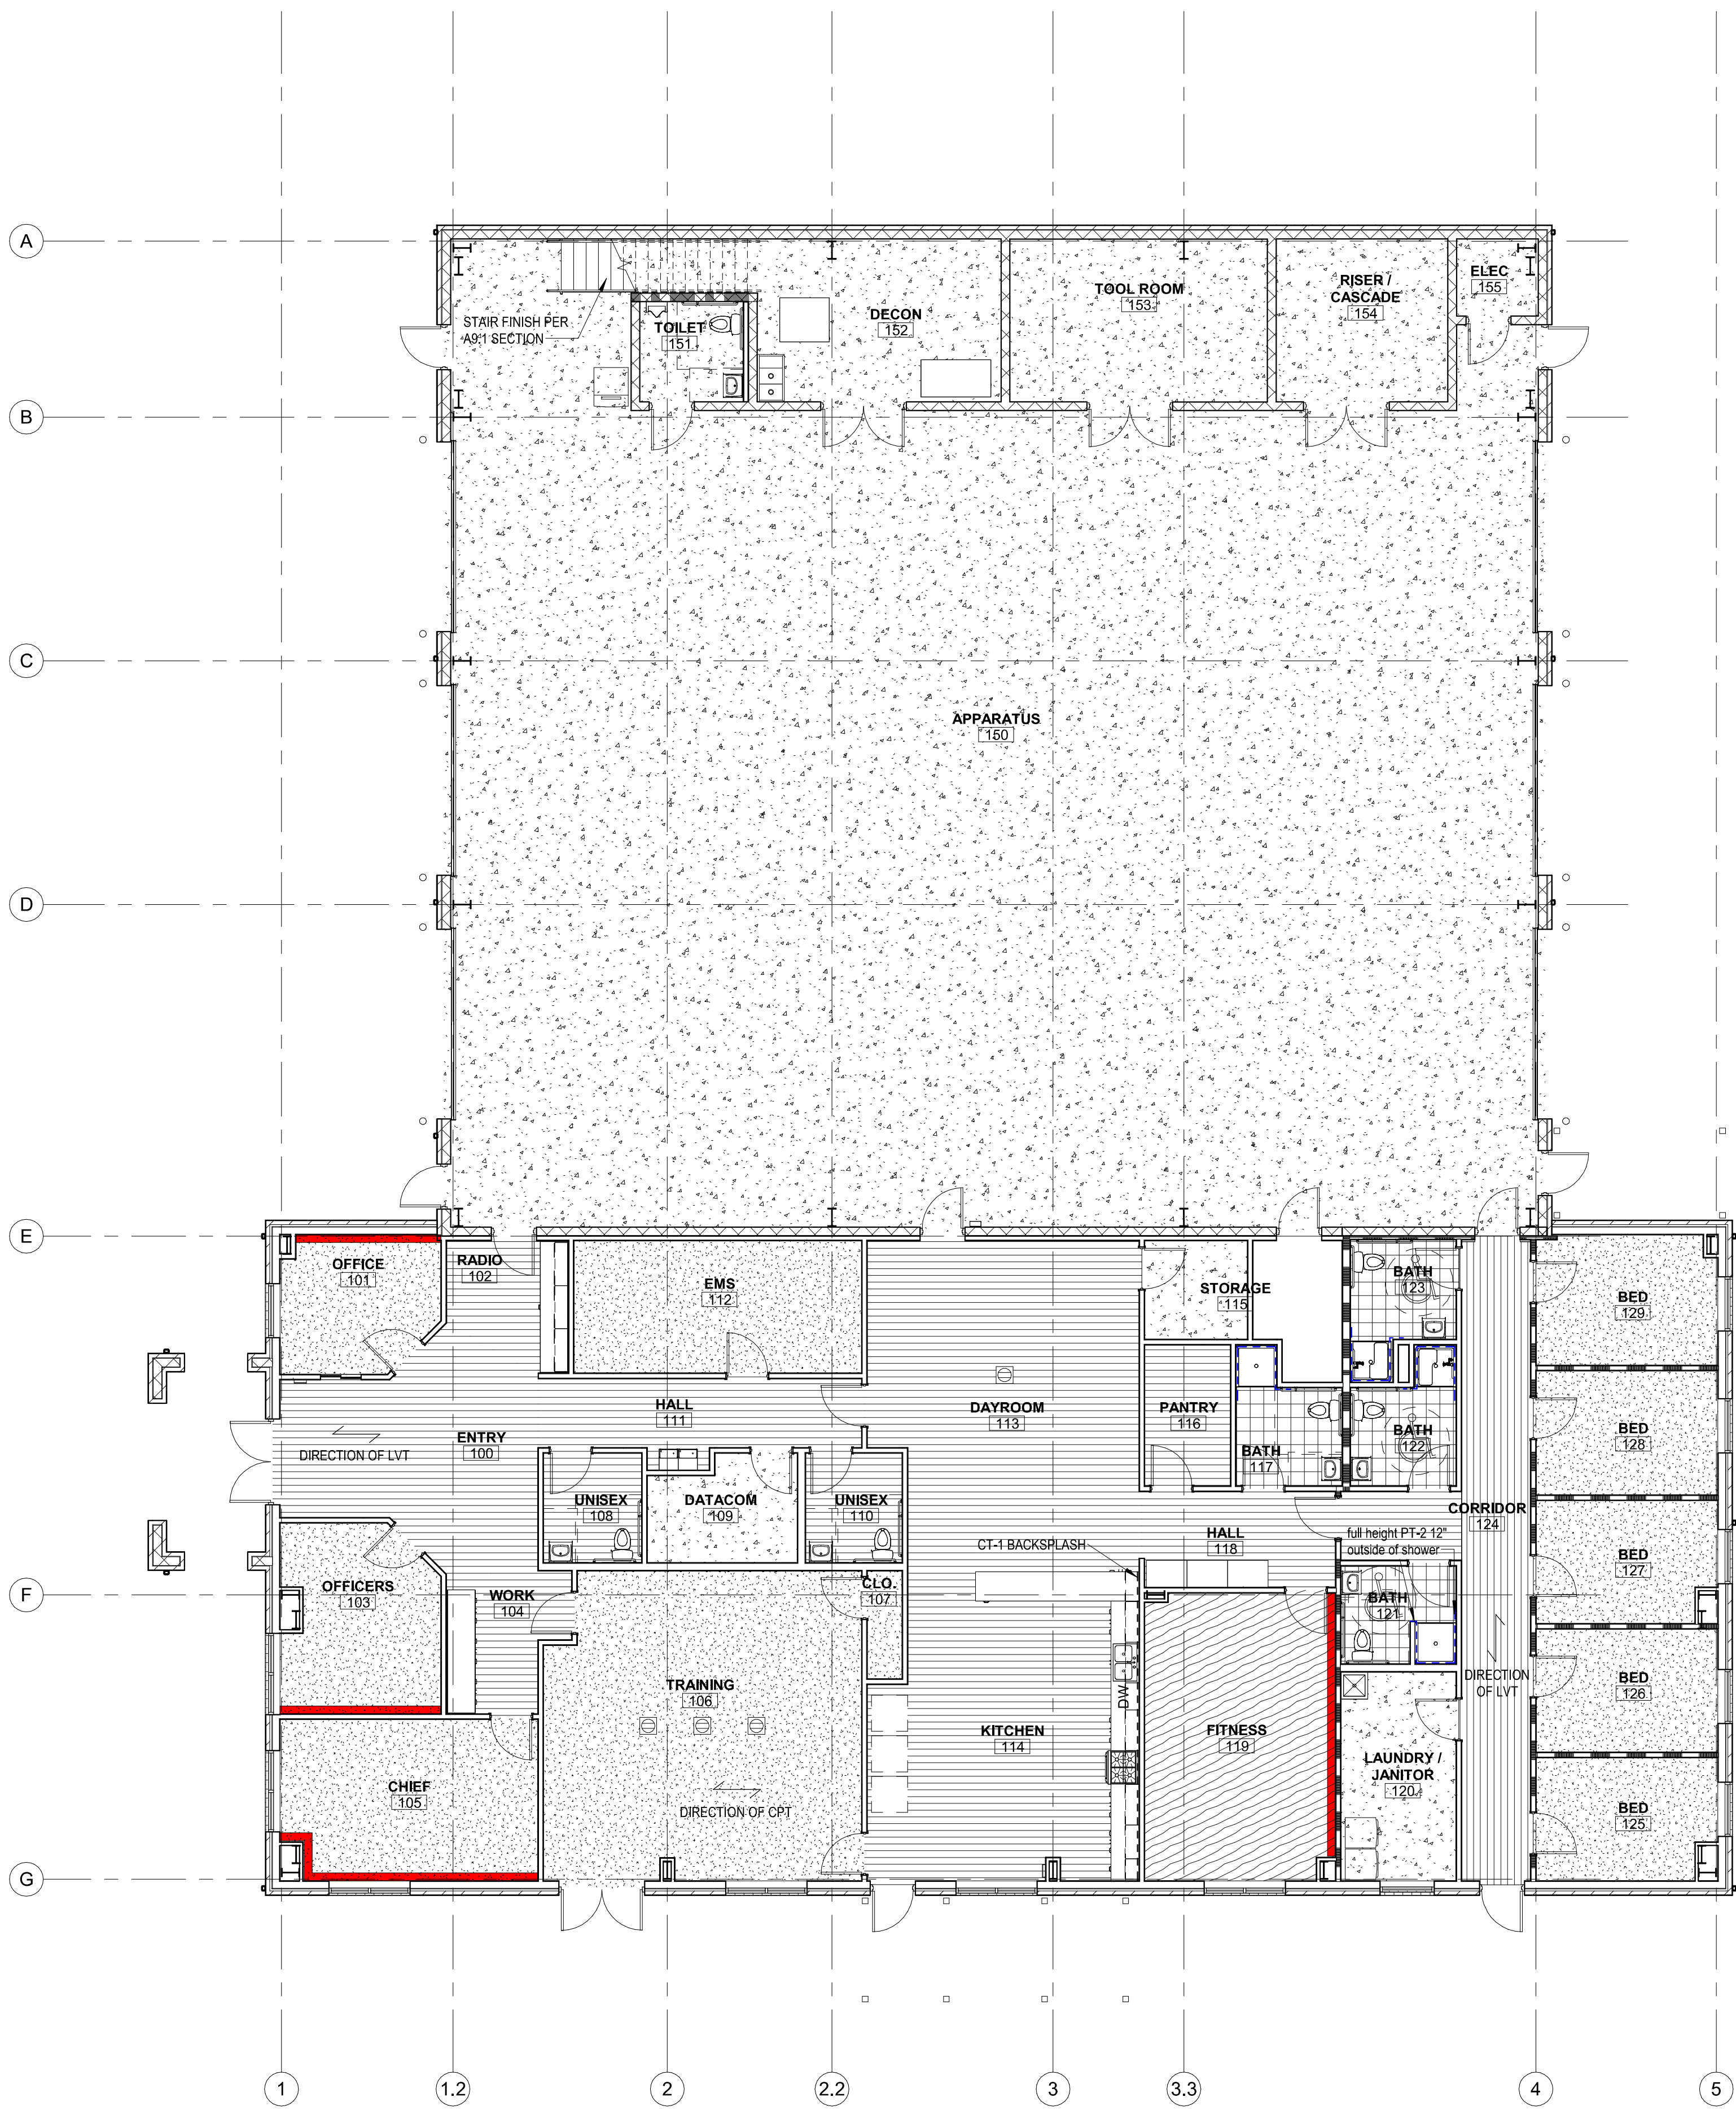 A
ELEC
155
RISER /
CASCADE
154
TOOL ROOM
153
DECON
152
STAIR FINISH PER
A9.1 SECTION
TOILET
151
B
C
APPARATUS
150
D
E
OFFICE
101
RADIO
102
EMS
112
STORAGE
115
BATH
123
BED
129
HALL
111
DAYROOM
113
PANTRY
116
BATH
122
BED
128
ENTRY
100
DIRECTION OF LVT
BATH
117
UNISEX
108
DATACOM
109
UNISEX
110
CORRIDOR
124
HALL
118
full height PT-2 12"
outside of shower
CT-1 BACKSPLASH
BED
127
F
OFFICERS
103
WORK
104
CLO.
107
BATH
121
TRAINING
106
DIRECTION
OF LVT
BED
126
DW
KITCHEN
114
FITNESS
119
CHIEF
105
LAUNDRY /
JANITOR
120
DIRECTION OF CPT
BED
125
G
1
1.2
2
2.2
3
3.3
4
5